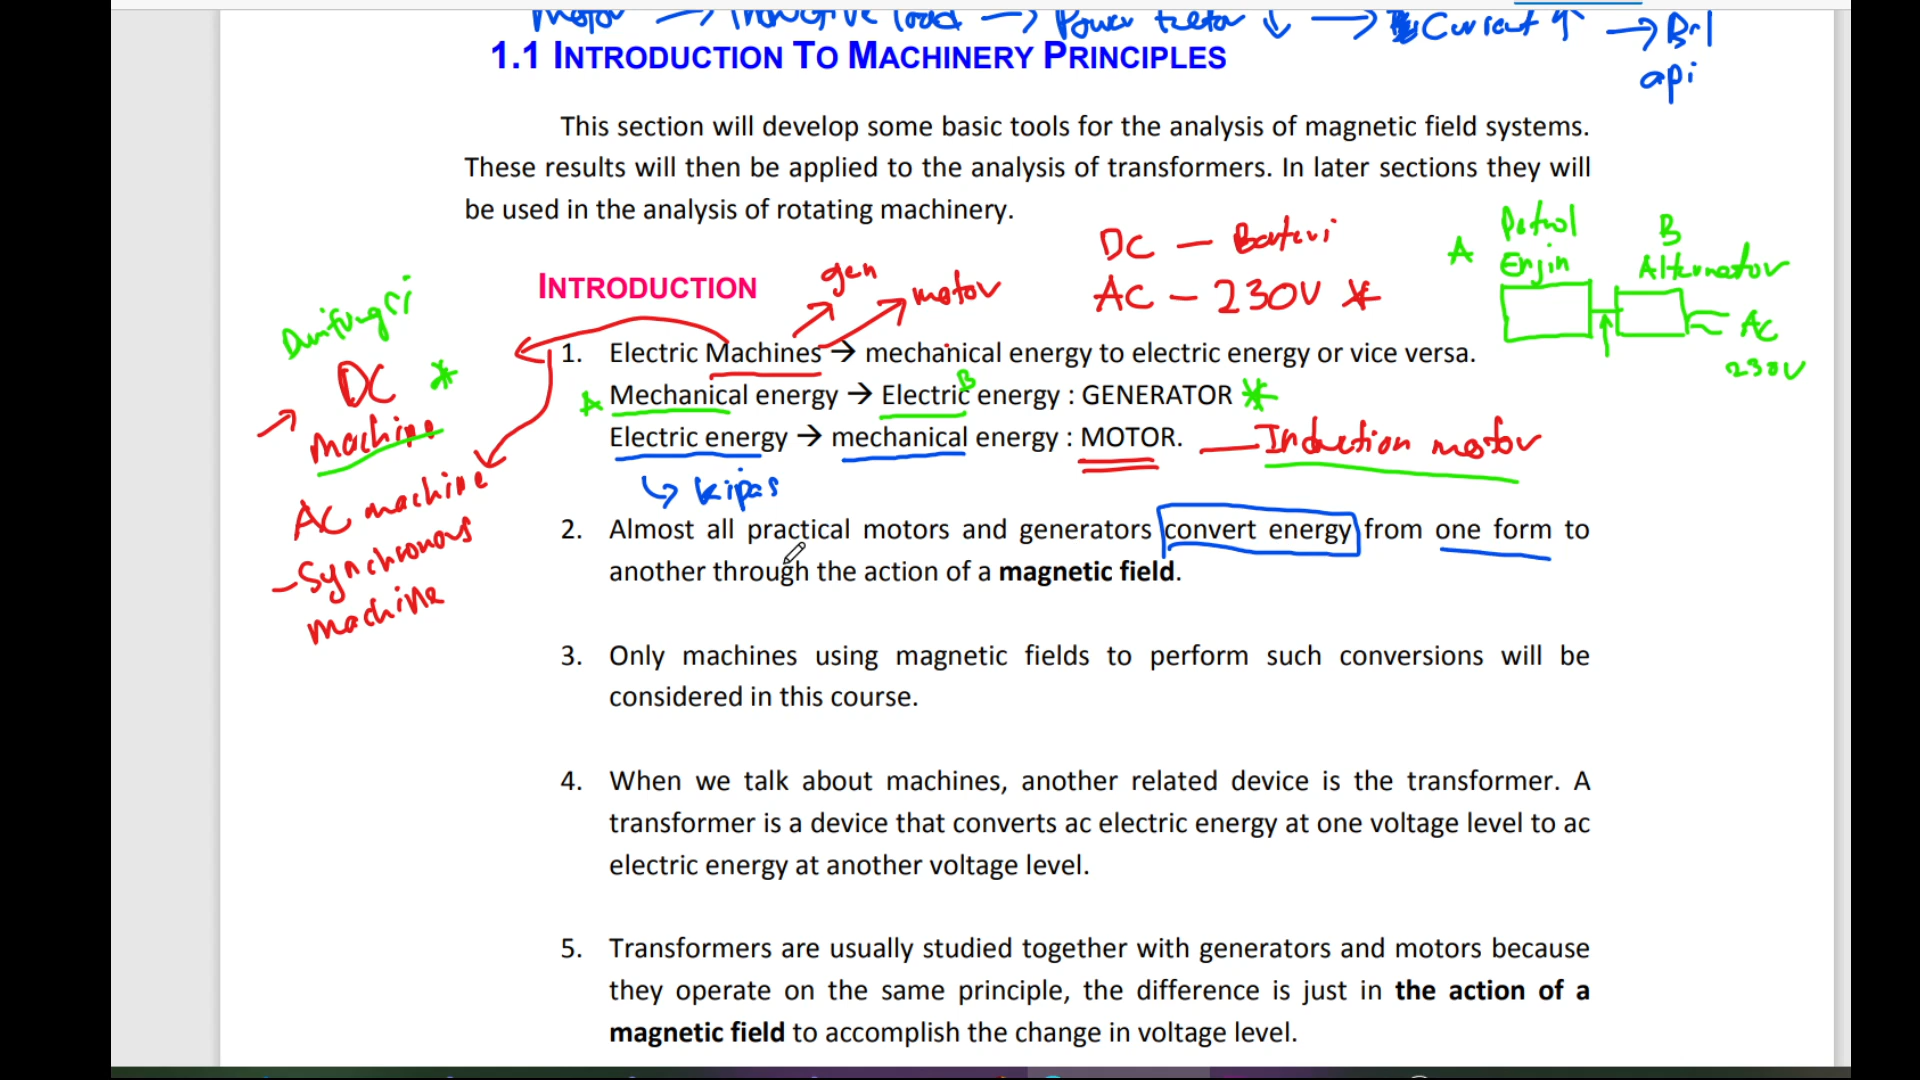 Motor → Inductive load → Power factor ↓ → Current ↑ → Brl
api
1.1 INTRODUCTION TO MACHINERY PRINCIPLES
This section will develop some basic tools for the analysis of magnetic field systems.
These results will then be applied to the analysis of transformers. In later sections they will
be used in the analysis of rotating machinery.
DC - Bateri
AC - 230V *
A Petrol
Enjin
B
Alternator
AC
230V
INTRODUCTION
gen
motor
1. Electric Machines → mechanical energy to electric energy or vice versa.
A Mechanical energy → Electric energy : GENERATOR *
B
Electric energy → mechanical energy : MOTOR. — Induction motor
↳ kipas
DC *
→ machine
AC machine
- Synchronous
machine
2. Almost all practical motors and generators convert energy from one form to
another through the action of a magnetic field.
3. Only machines using magnetic fields to perform such conversions will be
considered in this course.
4. When we talk about machines, another related device is the transformer. A
transformer is a device that converts ac electric energy at one voltage level to ac
electric energy at another voltage level.
5. Transformers are usually studied together with generators and motors because
they operate on the same principle, the difference is just in the action of a
magnetic field to accomplish the change in voltage level.